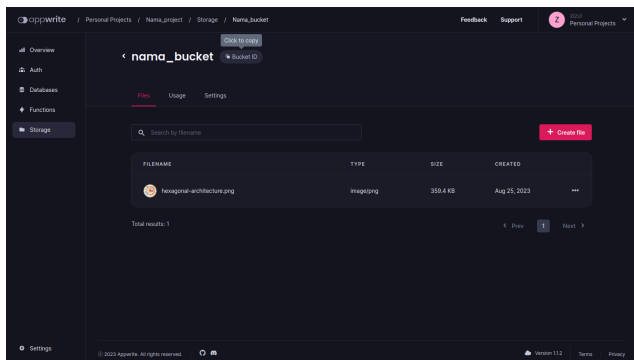 appwrite / Personal Projects / Storage / Nama_project / Nama_bucket
Feedback Support Z Personal Projects
Click to copy
nama_bucket Bucket ID
Overview
Auth
Databases
Functions
Storage
Files Usage Settings
Search by filename
+ Create file
FILENAME TYPE SIZE CREATED
hexagonal-architecture.png image/png 359.4 KB Aug 25, 2023
Total results: 1
Prev 1 Next
Settings
© 2023 Appwrite. All rights reserved. Version 1.1.2 Terms Privacy